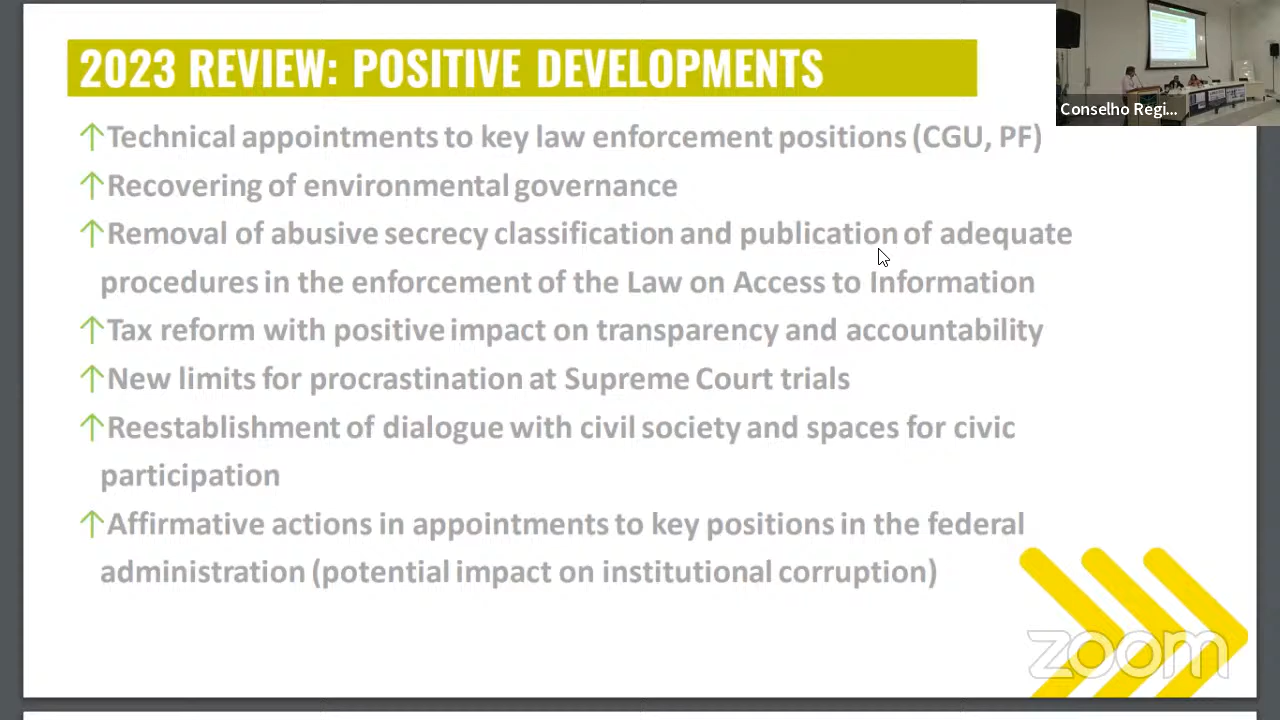 2023 REVIEW: POSITIVE DEVELOPMENTS
Conselho Regi...
↑Technical appointments to key law enforcement positions (CGU, PF)
↑Recovering of environmental governance
↑Removal of abusive secrecy classification and publication of adequate
procedures in the enforcement of the Law on Access to Information
↑Tax reform with positive impact on transparency and accountability
↑New limits for procrastination at Supreme Court trials
↑Reestablishment of dialogue with civil society and spaces for civic
participation
↑Affirmative actions in appointments to key positions in the federal
administration (potential impact on institutional corruption)
zoom